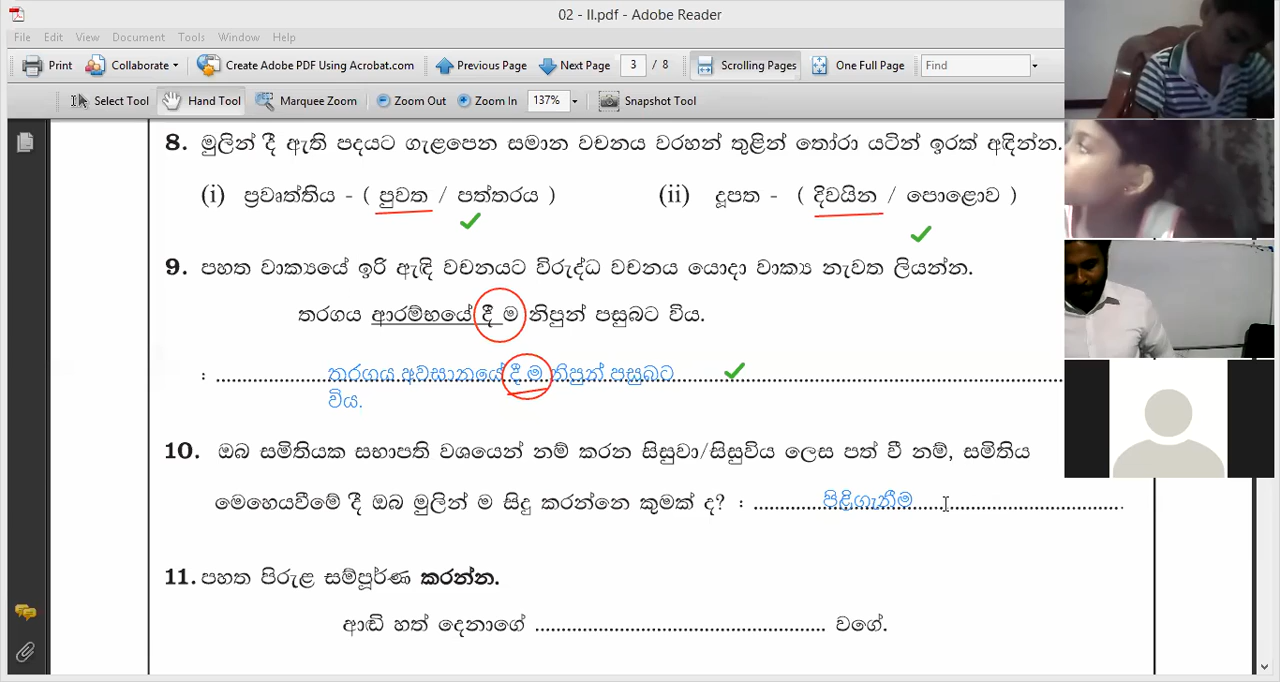 02 - II.pdf - Adobe Reader
File Edit View Document Tools Window Help
Print Collaborate Create Adobe PDF Using Acrobat.com Previous Page Next Page 3 / 8 Scrolling Pages One Full Page Find
Select Tool Hand Tool Marquee Zoom Zoom Out Zoom In 137% Snapshot Tool
8. මුලින් දී ඇති පදයට ගැළපෙන සමාන වචනය වරහන් තුළින් තෝරා යටින් ඉරක් අඳින්න.
(i) ප්‍රවෘත්තිය - ( පුවත / පත්තරය ) (ii) දූපත - ( දිවයින / පොළොව )
9. පහත වාක්‍යයේ ඉරි ඇඳි වචනයට විරුද්ධ වචනය යොදා වාක්‍ය නැවත ලියන්න.
තරගය ආරම්භයේ දී ම නිපුන් පසුබට විය.
: තරගය අවසානයේ දී ම නිපුන් පසුබට
විය.
10. ඔබ සමිතියක සභාපති වශයෙන් නම් කරන සිසුවා/සිසුවිය ලෙස පත් වී නම්, සමිතිය
මෙහෙයවීමේ දී ඔබ මුලින් ම සිදු කරන්නෙ කුමක් ද? : පිළිගැනීම
11. පහත පිරුළ සම්පූර්ණ කරන්න.
ආඬි හත් දෙනාගේ ........................................................ වගේ.